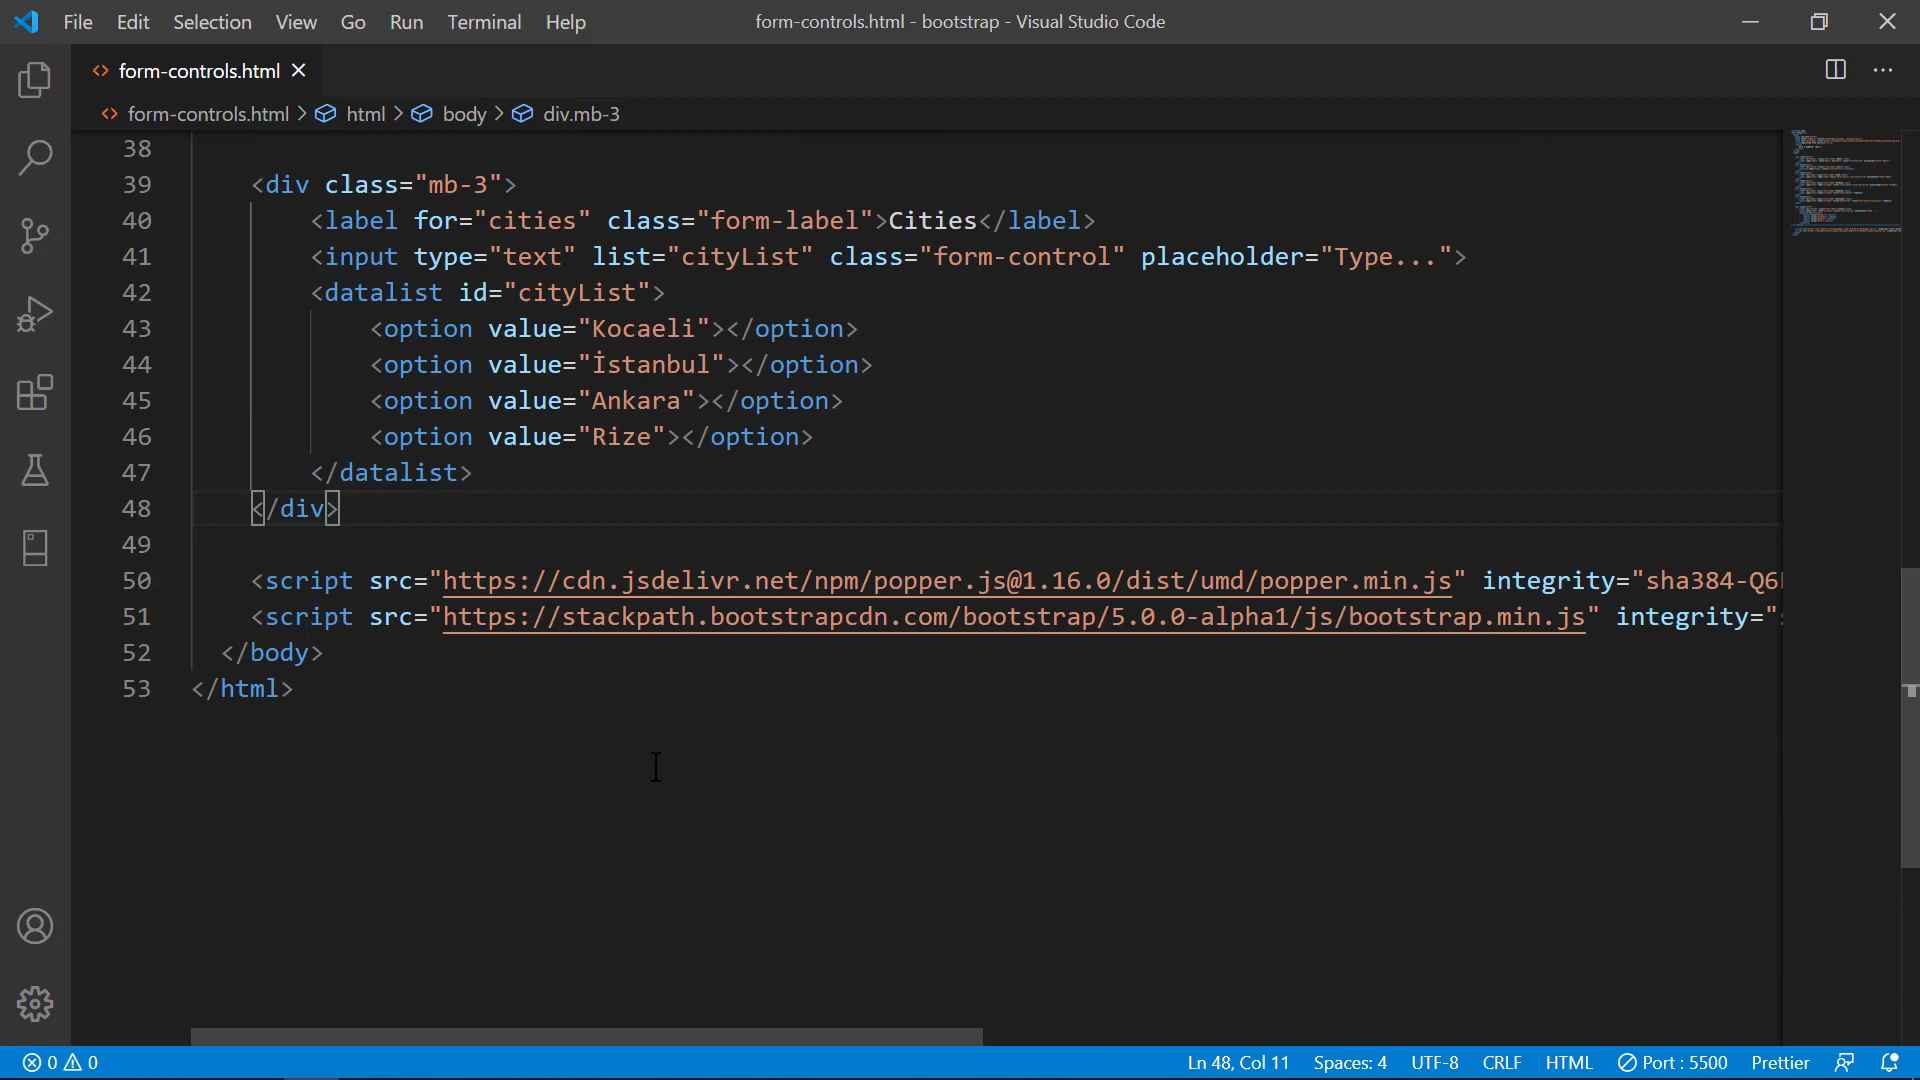 File Edit Selection View Go Run Terminal Help form-controls.html - bootstrap - Visual Studio Code
form-controls.html
form-controls.html > html > body > div.mb-3
38
39 <div class="mb-3">
40 <label for="cities" class="form-label">Cities</label>
41 <input type="text" list="cityList" class="form-control" placeholder="Type...">
42 <datalist id="cityList">
43 <option value="Kocaeli"></option>
44 <option value="İstanbul"></option>
45 <option value="Ankara"></option>
46 <option value="Rize"></option>
47 </datalist>
48 </div>
49
50 <script src="https://cdn.jsdelivr.net/npm/popper.js@1.16.0/dist/umd/popper.min.js" integrity="sha384-Q6
51 <script src="https://stackpath.bootstrapcdn.com/bootstrap/5.0.0-alpha1/js/bootstrap.min.js" integrity="
52 </body>
53 </html>
0 0 Ln 48, Col 11 Spaces: 4 UTF-8 CRLF HTML Port : 5500 Prettier